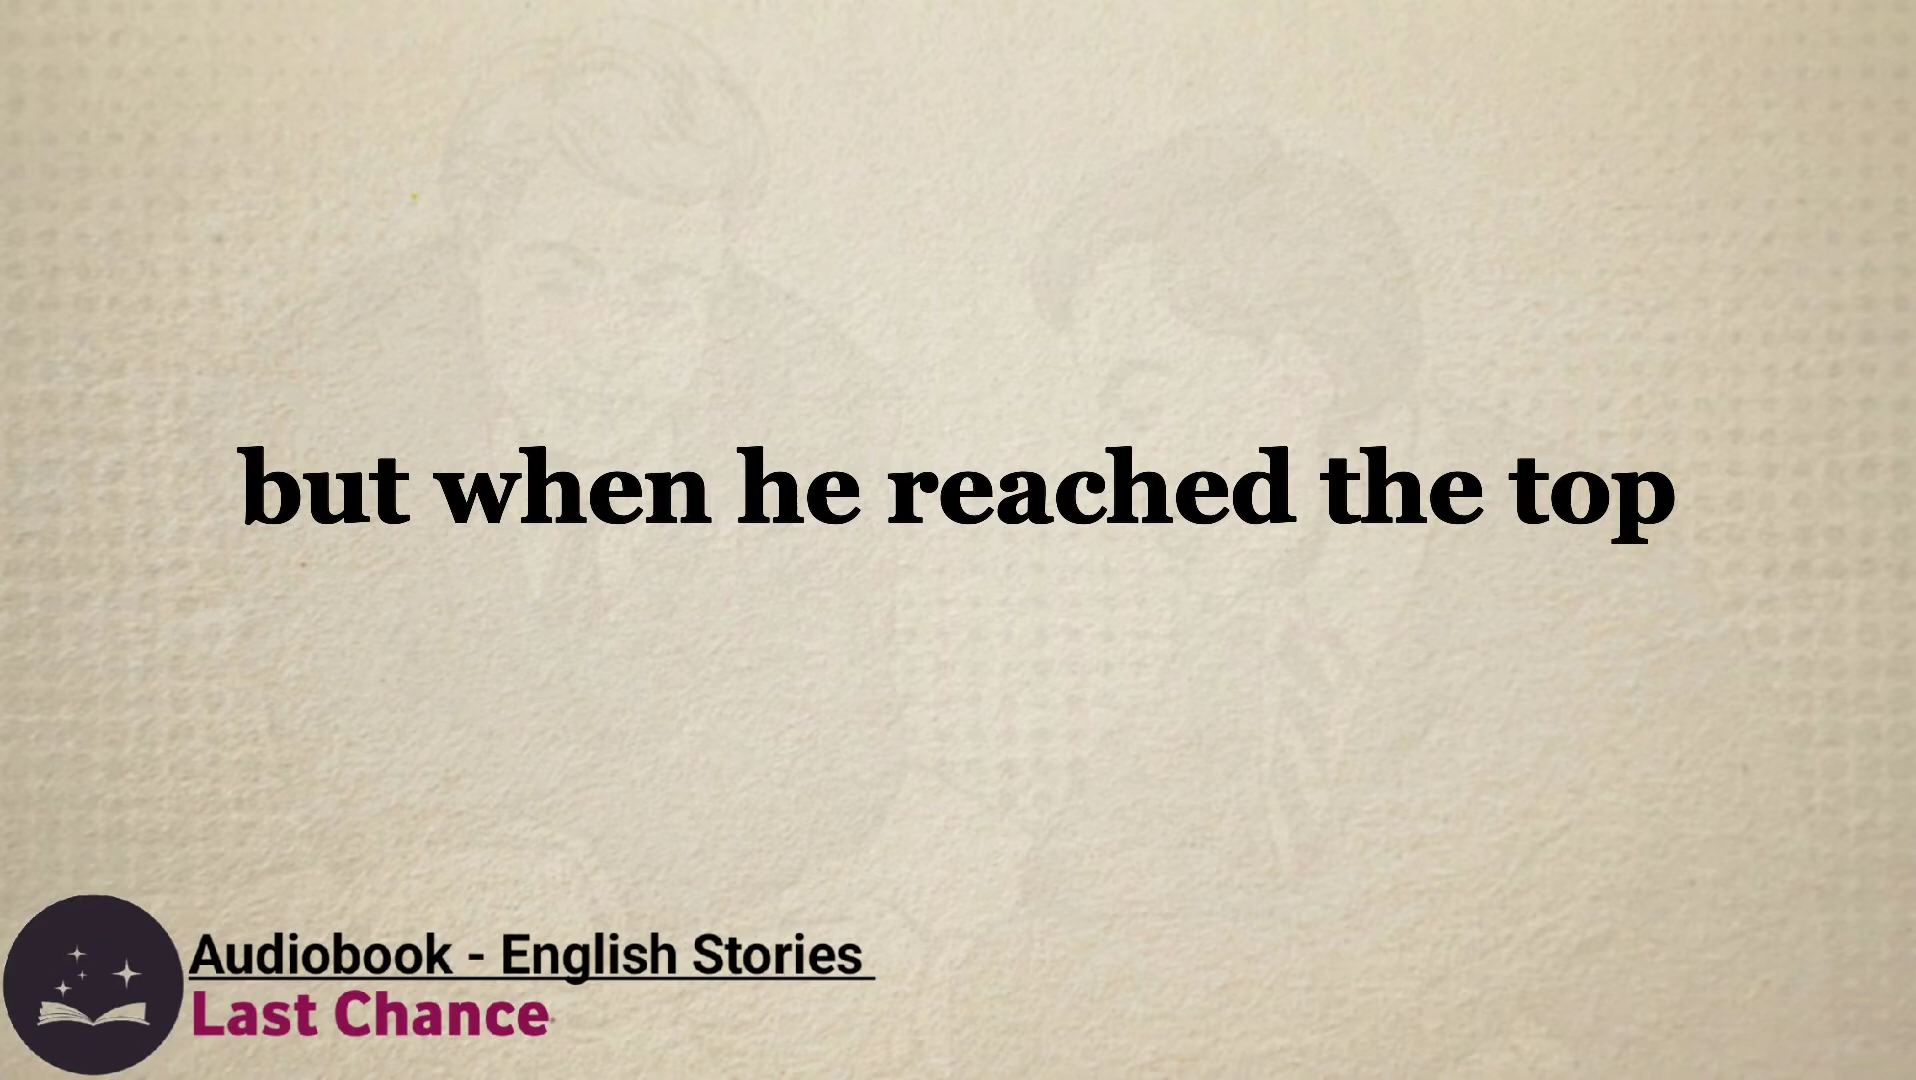 but when he reached the top
Audiobook - English Stories
Last Chance